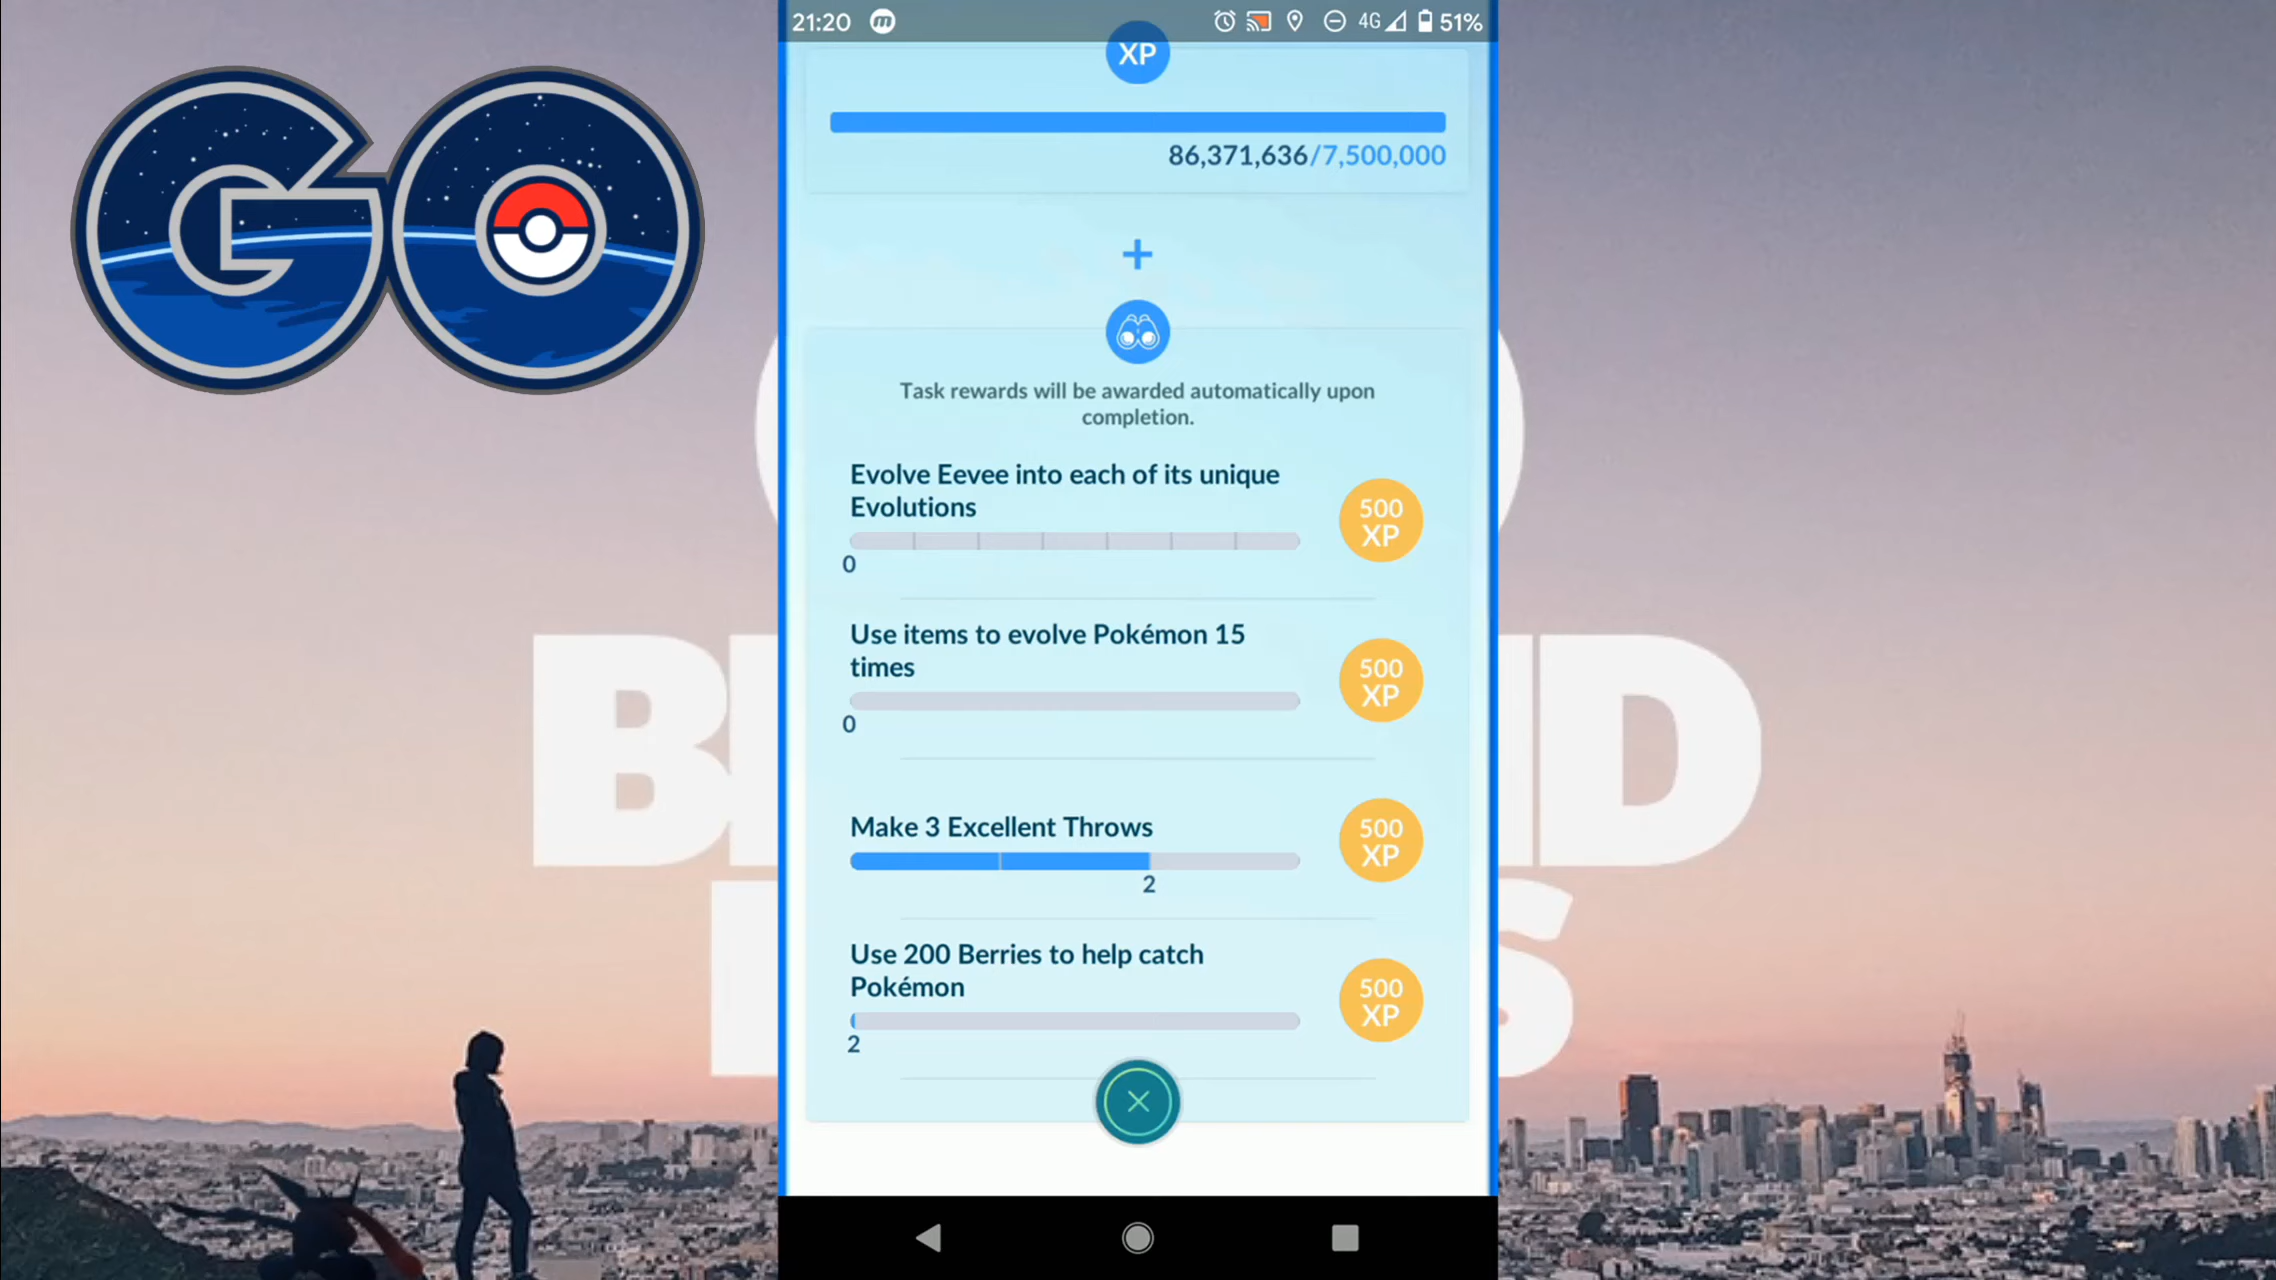 21:20
4G 51%
XP
86,371,636/7,500,000
+
Task rewards will be awarded automatically upon
completion.
Evolve Eevee into each of its unique
Evolutions
500
XP
0
Use items to evolve Pokémon 15
times
500
XP
0
Make 3 Excellent Throws
500
XP
2
Use 200 Berries to help catch
Pokémon
500
XP
2
GO